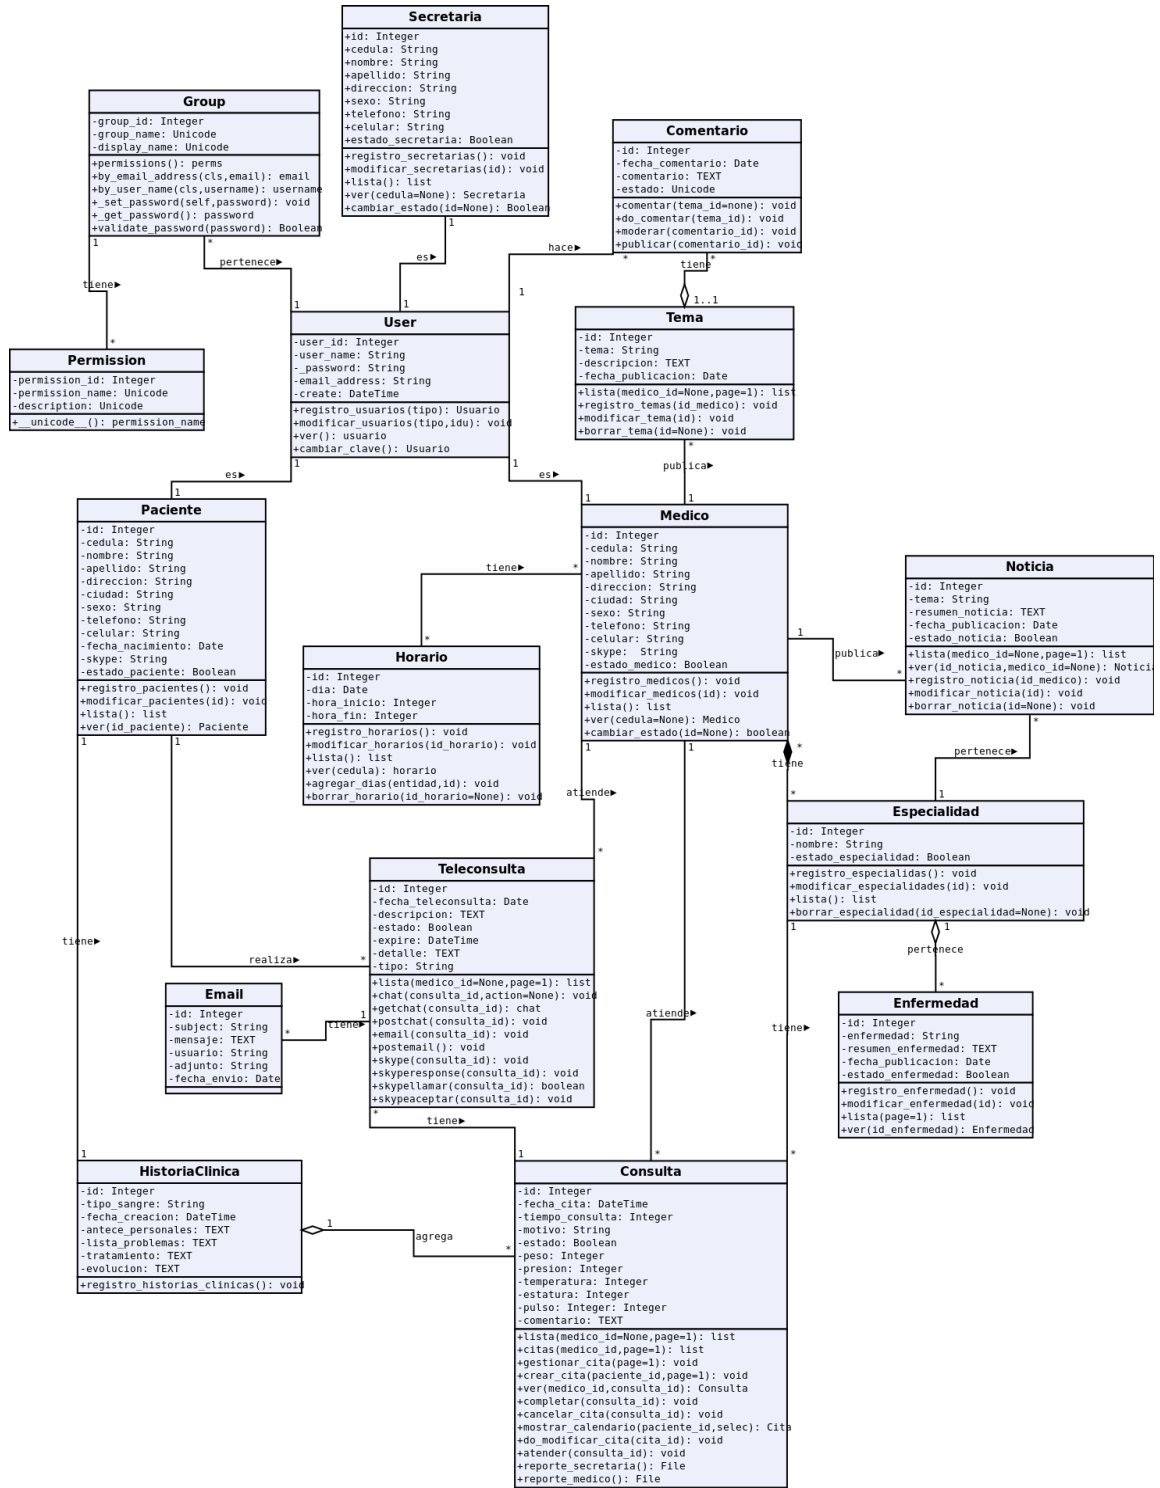 Secretaria
+id: Integer
+cedula: String
+nombre: String
+apellido: String
+direccion: String
+sexo: String
+telefono: String
+celular: String
+estado_secretaria: Boolean
+registro_secretarias(): void
+modificar_secretarias(id): void
+lista(): list
+ver(cedula=None): Secretaria
+cambiar_estado(id=None): Boolean
1
es►
1
Group
-group_id: Integer
-group_name: Unicode
-display_name: Unicode
+permissions(): perms
+by_email_address(cls,email): email
+by_user_name(cls,username): username
+_set_password(self,password): void
+_get_password(): password
+validate_password(password): Boolean
1
*
tiene►
*
pertenece►
1
Comentario
-id: Integer
-fecha_comentario: Date
-comentario: TEXT
-estado: Unicode
+comentar(tema_id=none): void
+do_comentar(tema_id): void
+moderar(comentario_id): void
+publicar(comentario_id): void
hace►
*
1
*
tiene
1..1
Permission
-permission_id: Integer
-permission_name: Unicode
-description: Unicode
+__unicode__(): permission_name
User
-user_id: Integer
-user_name: String
-_password: String
-email_address: String
-create: DateTime
+registro_usuarios(tipo): Usuario
+modificar_usuarios(tipo,idu): void
+ver(): usuario
+cambiar_clave(): Usuario
1
es►
1
1
es►
1
Tema
-id: Integer
-tema: String
-descripcion: TEXT
-fecha_publicacion: Date
+lista(medico_id=None,page=1): list
+registro_temas(id_medico): void
+modificar_tema(id): void
+borrar_tema(id=None): void
*
publica►
1
Paciente
-id: Integer
-cedula: String
-nombre: String
-apellido: String
-direccion: String
-ciudad: String
-sexo: String
-telefono: String
-celular: String
-fecha_nacimiento: Date
-skype: String
-estado_paciente: Boolean
+registro_pacientes(): void
+modificar_pacientes(id): void
+lista(): list
+ver(id_paciente): Paciente
1
1
Medico
-id: Integer
-cedula: String
-nombre: String
-apellido: String
-direccion: String
-ciudad: String
-sexo: String
-telefono: String
-celular: String
-skype:  String
-estado_medico: Boolean
+registro_medicos(): void
+modificar_medicos(id): void
+lista(): list
+ver(cedula=None): Medico
+cambiar_estado(id=None): boolean
tiene►
*
*
1
1
*
tiene
*
1
publica►
*
Noticia
-id: Integer
-tema: String
-resumen_noticia: TEXT
-fecha_publicacion: Date
-estado_noticia: Boolean
+lista(medico_id=None,page=1): list
+ver(id_noticia,medico_id=None): Noticia
+registro_noticia(id_medico): void
+modificar_noticia(id): void
+borrar_noticia(id=None): void
*
pertenece►
1
Horario
-id: Integer
-dia: Date
-hora_inicio: Integer
-hora_fin: Integer
+registro_horarios(): void
+modificar_horarios(id_horario): void
+lista(): list
+ver(cedula): horario
+agregar_dias(entidad,id): void
+borrar_horario(id_horario=None): void
atiende►
*
Especialidad
-id: Integer
-nombre: String
-estado_especialidad: Boolean
+registro_especialidas(): void
+modificar_especialidades(id): void
+lista(): list
+borrar_especialidad(id_especialidad=None): void
1
1
pertenece
*
Teleconsulta
-id: Integer
-fecha_teleconsulta: Date
-descripcion: TEXT
-estado: Boolean
-expire: DateTime
-detalle: TEXT
-tipo: String
+lista(medico_id=None,page=1): list
+chat(consulta_id,action=None): void
+getchat(consulta_id): chat
+postchat(consulta_id): void
+email(consulta_id): void
+postemail(): void
+skype(consulta_id): void
+skyperesponse(consulta_id): void
+skypellamar(consulta_id): boolean
+skypeaceptar(consulta_id): void
tiene►
realiza►
*
Email
-id: Integer
-subject: String
-mensaje: TEXT
-usuario: String
-adjunto: String
-fecha_envio: Date
*
tiene►
1
atiende►
tiene►
Enfermedad
-id: Integer
-enfermedad: String
-resumen_enfermedad: TEXT
-fecha_publicacion: Date
-estado_enfermedad: Boolean
+registro_enfermedad(): void
+modificar_enfermedad(id): void
+lista(page=1): list
+ver(id_enfermedad): Enfermedad
*
tiene►
1
1
*
*
HistoriaClinica
-id: Integer
-tipo_sangre: String
-fecha_creacion: DateTime
-antece_personales: TEXT
-lista_problemas: TEXT
-tratamiento: TEXT
-evolucion: TEXT
+registro_historias_clinicas(): void
1
agrega
*
Consulta
-id: Integer
-fecha_cita: DateTime
-tiempo_consulta: Integer
-motivo: String
-estado: Boolean
-peso: Integer
-presion: Integer
-temperatura: Integer
-estatura: Integer
-pulso: Integer: Integer
-comentario: TEXT
+lista(medico_id=None,page=1): list
+citas(medico_id,page=1): list
+gestionar_cita(page=1): void
+crear_cita(paciente_id,page=1): void
+ver(medico_id,consulta_id): Consulta
+completar(consulta_id): void
+cancelar_cita(consulta_id): void
+mostrar_calendario(paciente_id,selec): Cita
+do_modificar_cita(cita_id): void
+atender(consulta_id): void
+reporte_secretaria(): File
+reporte_medico(): File